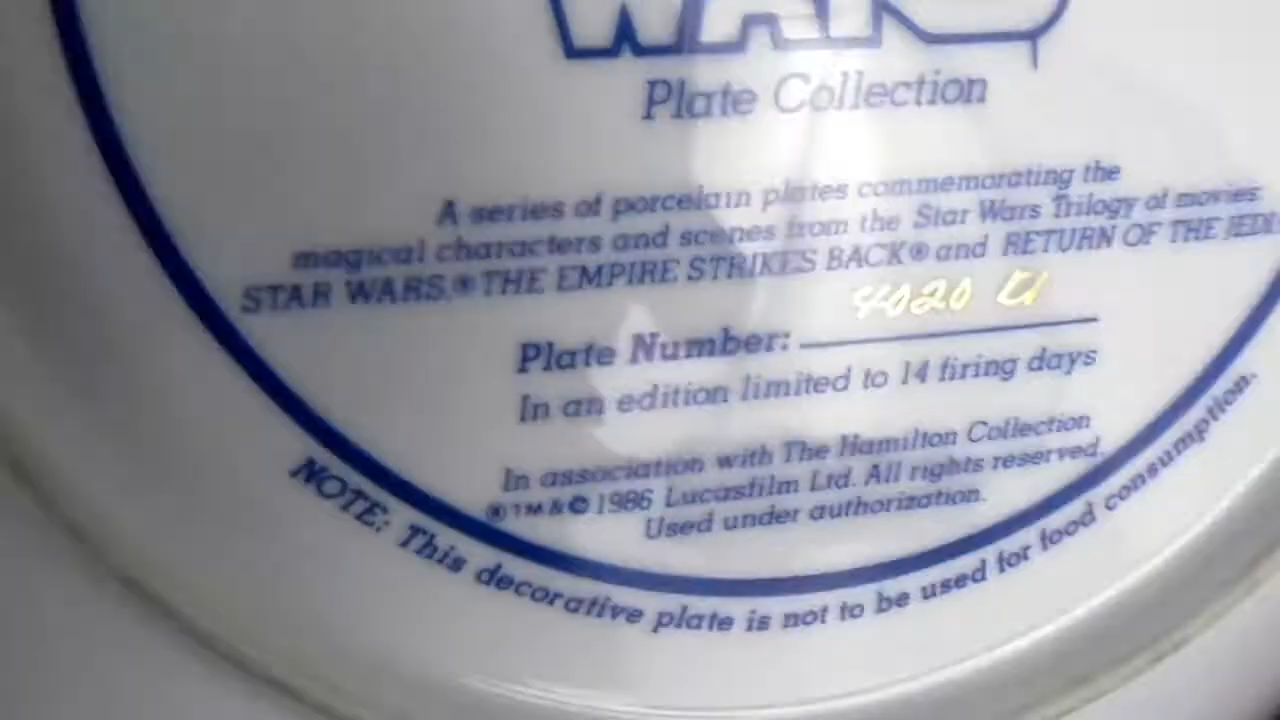 WARS
Plate Collection
A series of porcelain plates commemorating the
magical characters and scenes from the Star Wars Trilogy of movies
STAR WARS,® THE EMPIRE STRIKES BACK® and RETURN OF THE JEDI.
4020
Plate Number:
In an edition limited to 14 firing days
In association with The Hamilton Collection
®TM&© 1986 Lucasfilm Ltd. All rights reserved.
Used under authorization.
NOTE: This decorative plate is not to be used for food consumption.